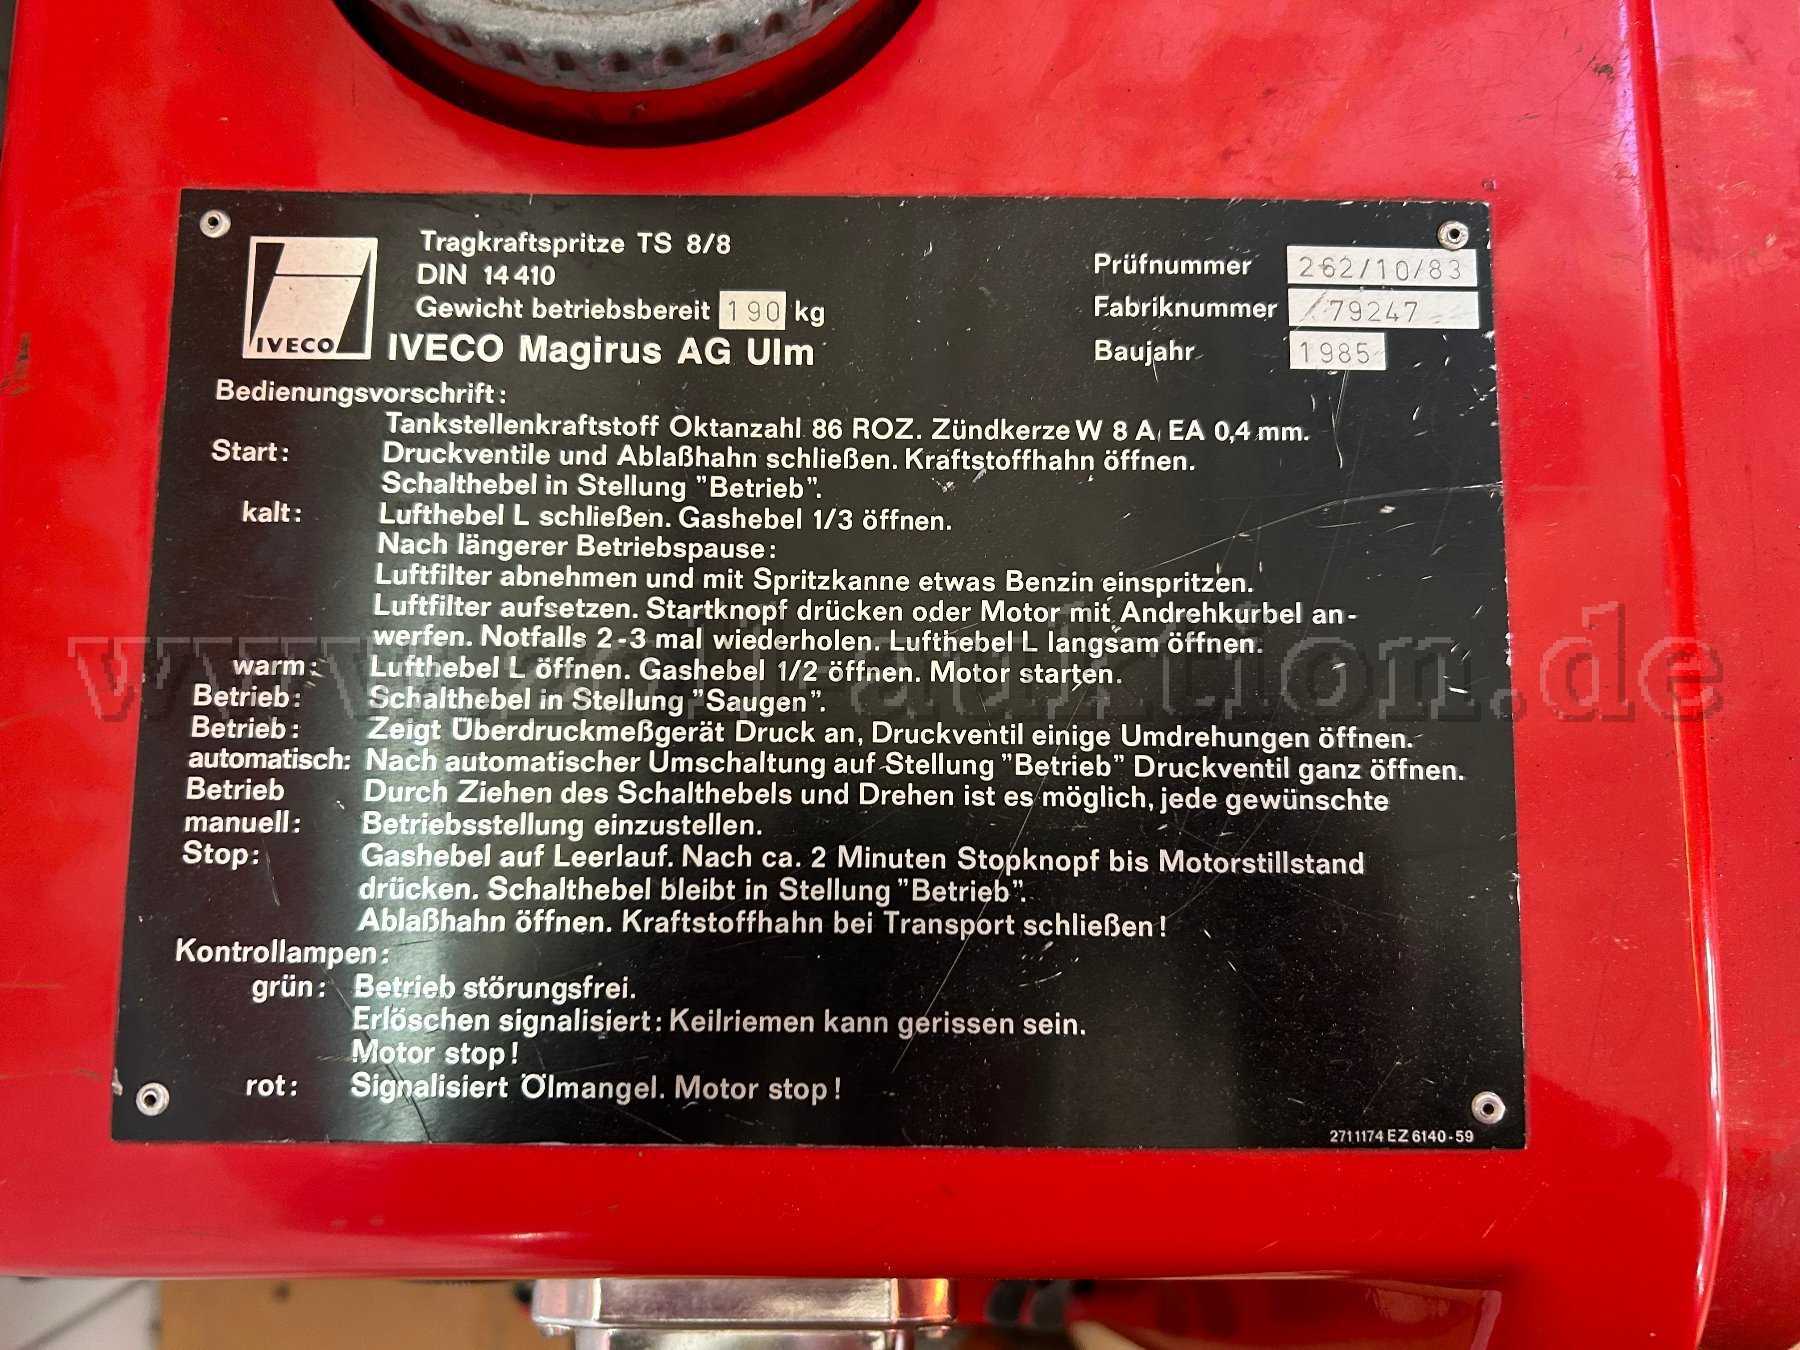 Tragkraftspritze TS 8/8
DIN 14 410
Gewicht betriebsbereit 190 kg
IVECO
IVECO Magirus AG Ulm
Prüfnummer 262/10/83
Fabriknummer /79247
Baujahr 1985
Bedienungsvorschrift:
Tankstellenkraftstoff Oktanzahl 86 ROZ. Zündkerze W 8 A, EA 0,4 mm.
Start: Druckventile und Ablaßhahn schließen. Kraftstoffhahn öffnen.
Schalthebel in Stellung "Betrieb".
kalt: Lufthebel L schließen. Gashebel 1/3 öffnen.
Nach längerer Betriebspause:
Luftfilter abnehmen und mit Spritzkanne etwas Benzin einspritzen.
Luftfilter aufsetzen. Startknopf drücken oder Motor mit Andrehkurbel an-
werfen. Notfalls 2-3 mal wiederholen. Lufthebel L langsam öffnen.
warm: Lufthebel L öffnen. Gashebel 1/2 öffnen. Motor starten.
Betrieb: Schalthebel in Stellung "Saugen".
Betrieb: Zeigt Überdruckmeßgerät Druck an, Druckventil einige Umdrehungen öffnen.
automatisch: Nach automatischer Umschaltung auf Stellung "Betrieb" Druckventil ganz öffnen.
Betrieb Durch Ziehen des Schalthebels und Drehen ist es möglich, jede gewünschte
manuell: Betriebsstellung einzustellen.
Stop: Gashebel auf Leerlauf. Nach ca. 2 Minuten Stopknopf bis Motorstillstand
drücken. Schalthebel bleibt in Stellung "Betrieb".
Ablaßhahn öffnen. Kraftstoffhahn bei Transport schließen!
Kontrollampen:
grün: Betrieb störungsfrei.
Erlöschen signalisiert: Keilriemen kann gerissen sein.
Motor stop!
rot: Signalisiert Ölmangel. Motor stop!
2711174 EZ 6140-59
www.zoll-auktion.de